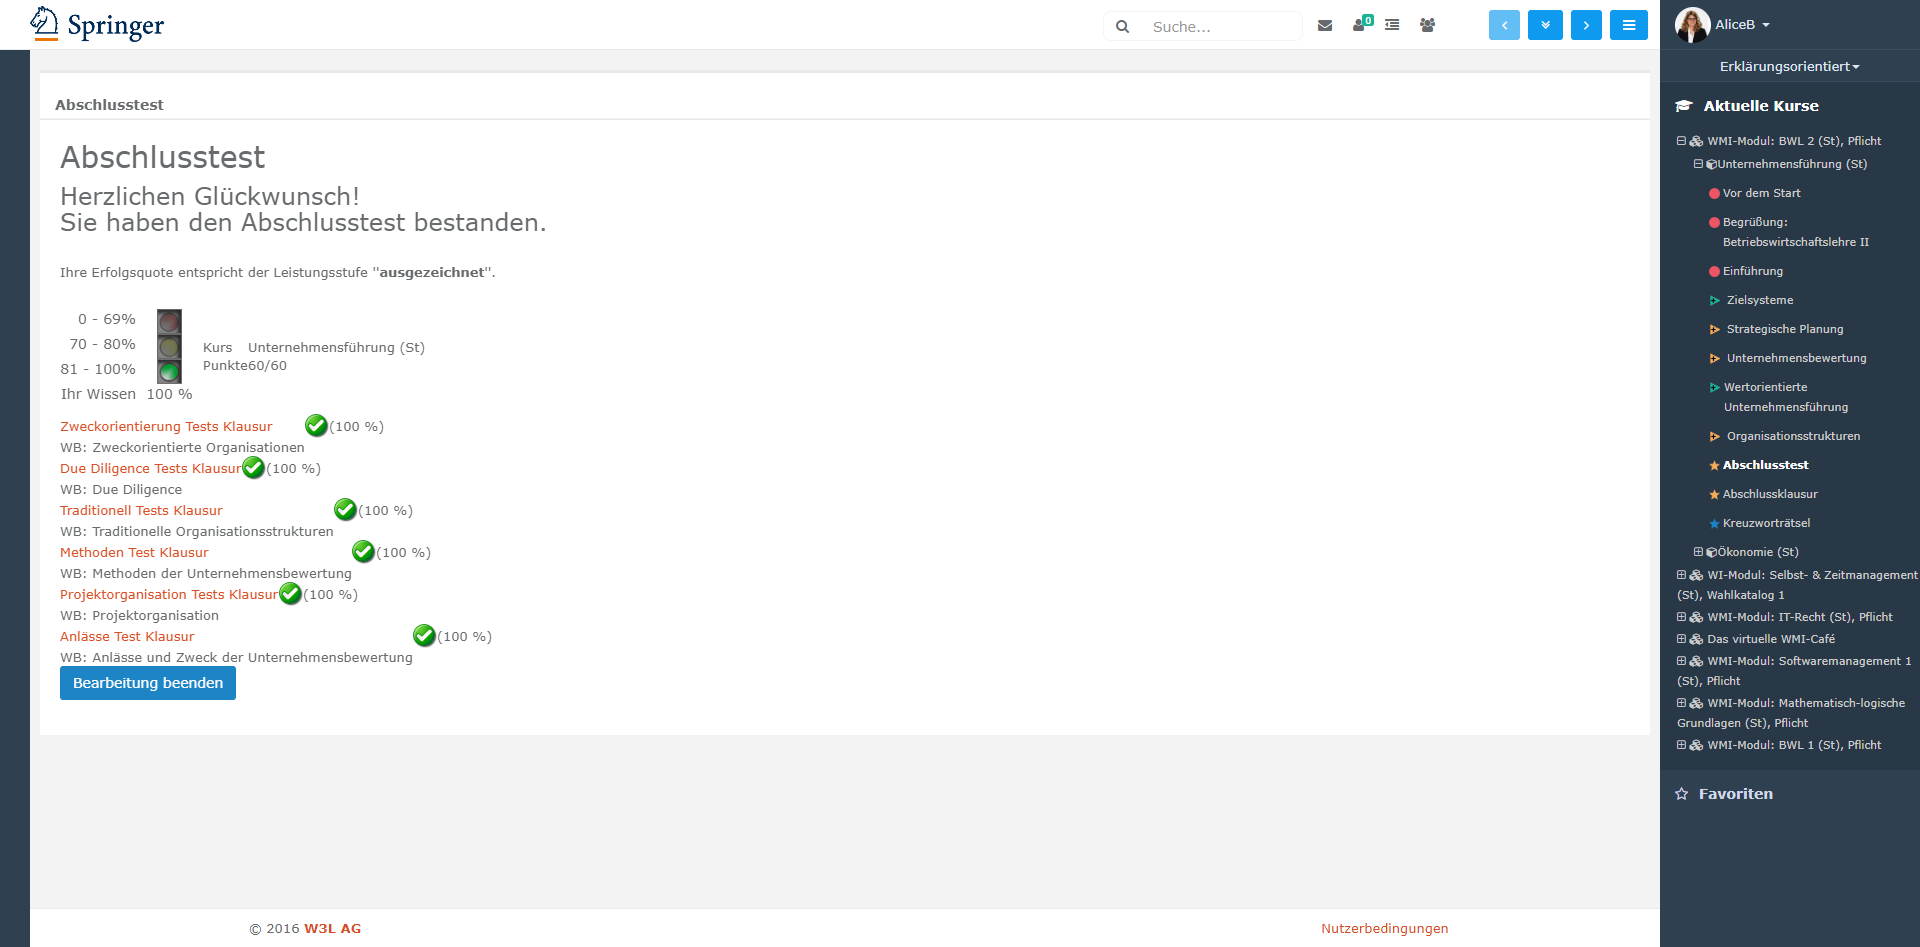 Springer
Suche...
0
AliceB
Erklärungsorientiert
Aktuelle Kurse
WMI-Modul: BWL 2 (St), Pflicht
Unternehmensführung (St)
Vor dem Start
Begrüßung:
Betriebswirtschaftslehre II
Einführung
Zielsysteme
Strategische Planung
Unternehmensbewertung
Wertorientierte
Unternehmensführung
Organisationsstrukturen
Abschlusstest
Abschlussklausur
Kreuzworträtsel
Ökonomie (St)
WI-Modul: Selbst- & Zeitmanagement
(St), Wahlkatalog 1
WMI-Modul: IT-Recht (St), Pflicht
Das virtuelle WMI-Café
WMI-Modul: Softwaremanagement 1
(St), Pflicht
WMI-Modul: Mathematisch-logische
Grundlagen (St), Pflicht
WMI-Modul: BWL 1 (St), Pflicht
Favoriten
Abschlusstest
Abschlusstest
Herzlichen Glückwunsch!
Sie haben den Abschlusstest bestanden.
Ihre Erfolgsquote entspricht der Leistungsstufe "ausgezeichnet".
0 - 69%
70 - 80%
81 - 100%
Ihr Wissen 100 %
Kurs Unternehmensführung (St)
Punkte60/60
Zweckorientierung Tests Klausur (100 %)
WB: Zweckorientierte Organisationen
Due Diligence Tests Klausur (100 %)
WB: Due Diligence
Traditionell Tests Klausur (100 %)
WB: Traditionelle Organisationsstrukturen
Methoden Test Klausur (100 %)
WB: Methoden der Unternehmensbewertung
Projektorganisation Tests Klausur (100 %)
WB: Projektorganisation
Anlässe Test Klausur (100 %)
WB: Anlässe und Zweck der Unternehmensbewertung
Bearbeitung beenden
© 2016 W3L AG
Nutzerbedingungen